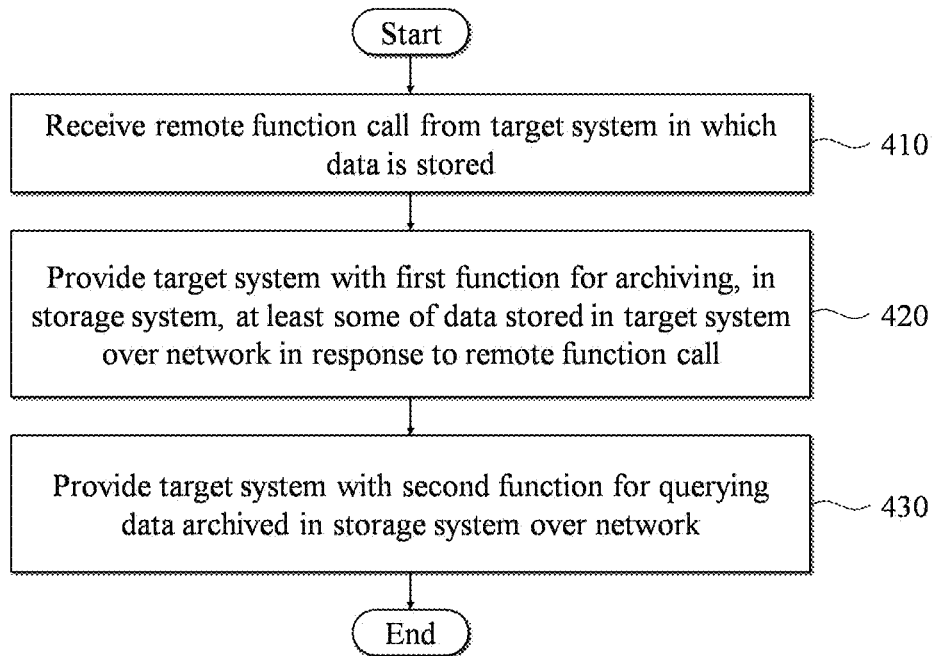 Start
Receive remote function call from target system in which
data is stored
410
Provide target system with first function for archiving, in
storage system, at least some of data stored in target system
over network in response to remote function call
420
Provide target system with second function for querying
data archived in storage system over network
430
End